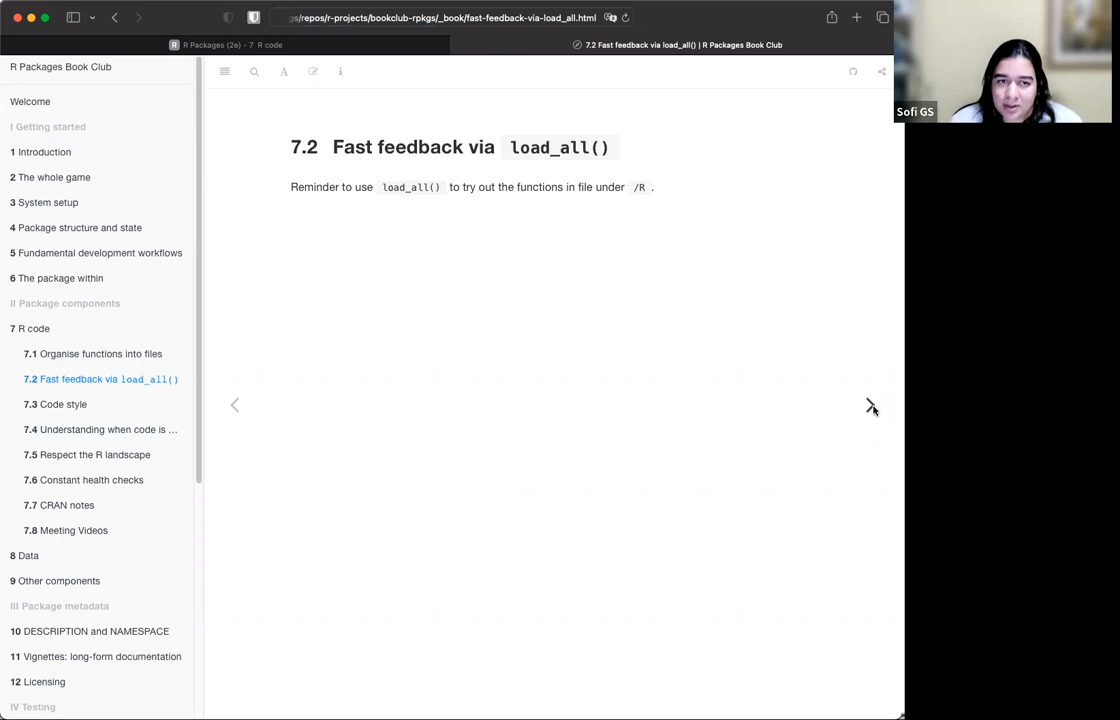 gs/repos/r-projects/bookclub-rpkgs/_book/fast-feedback-via-load_all.html
R R Packages (2e) - 7 R code
7.2 Fast feedback via load_all() | R Packages Book Club
R Packages Book Club
Welcome
I Getting started
1 Introduction
2 The whole game
3 System setup
4 Package structure and state
5 Fundamental development workflows
6 The package within
II Package components
7 R code
7.1 Organise functions into files
7.2 Fast feedback via load_all()
7.3 Code style
7.4 Understanding when code is ...
7.5 Respect the R landscape
7.6 Constant health checks
7.7 CRAN notes
7.8 Meeting Videos
8 Data
9 Other components
III Package metadata
10 DESCRIPTION and NAMESPACE
11 Vignettes: long-form documentation
12 Licensing
IV Testing
A
i
7.2 Fast feedback via load_all()
Reminder to use load_all() to try out the functions in file under /R .
Sofi GS